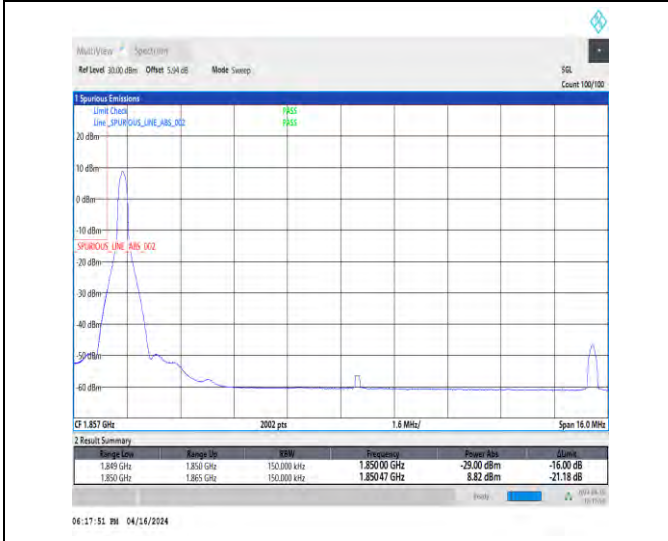 MultiView Spectrum
Ref Level 30.00 dBm Offset 5.94 dB Mode Sweep SGL
Count 100/100
1 Spurious Emissions
Limit Check PASS
Line _SPURIOUS_LINE_ABS_002 PASS
20 dBm
10 dBm
0 dBm
-10 dBm
_SPURIOUS_LINE_ABS_002
-20 dBm
-30 dBm
-40 dBm
-50 dBm
-60 dBm
CF 1.857 GHz 2002 pts 1.6 MHz/ Span 16.0 MHz
2 Result Summary
Range Low Range Up RBW Frequency Power Abs ΔLimit
1.849 GHz 1.850 GHz 150.000 kHz 1.85000 GHz -29.00 dBm -16.00 dB
1.850 GHz 1.865 GHz 150.000 kHz 1.85047 GHz 8.82 dBm -21.18 dB
Ready
06:17:51 PM 04/16/2024